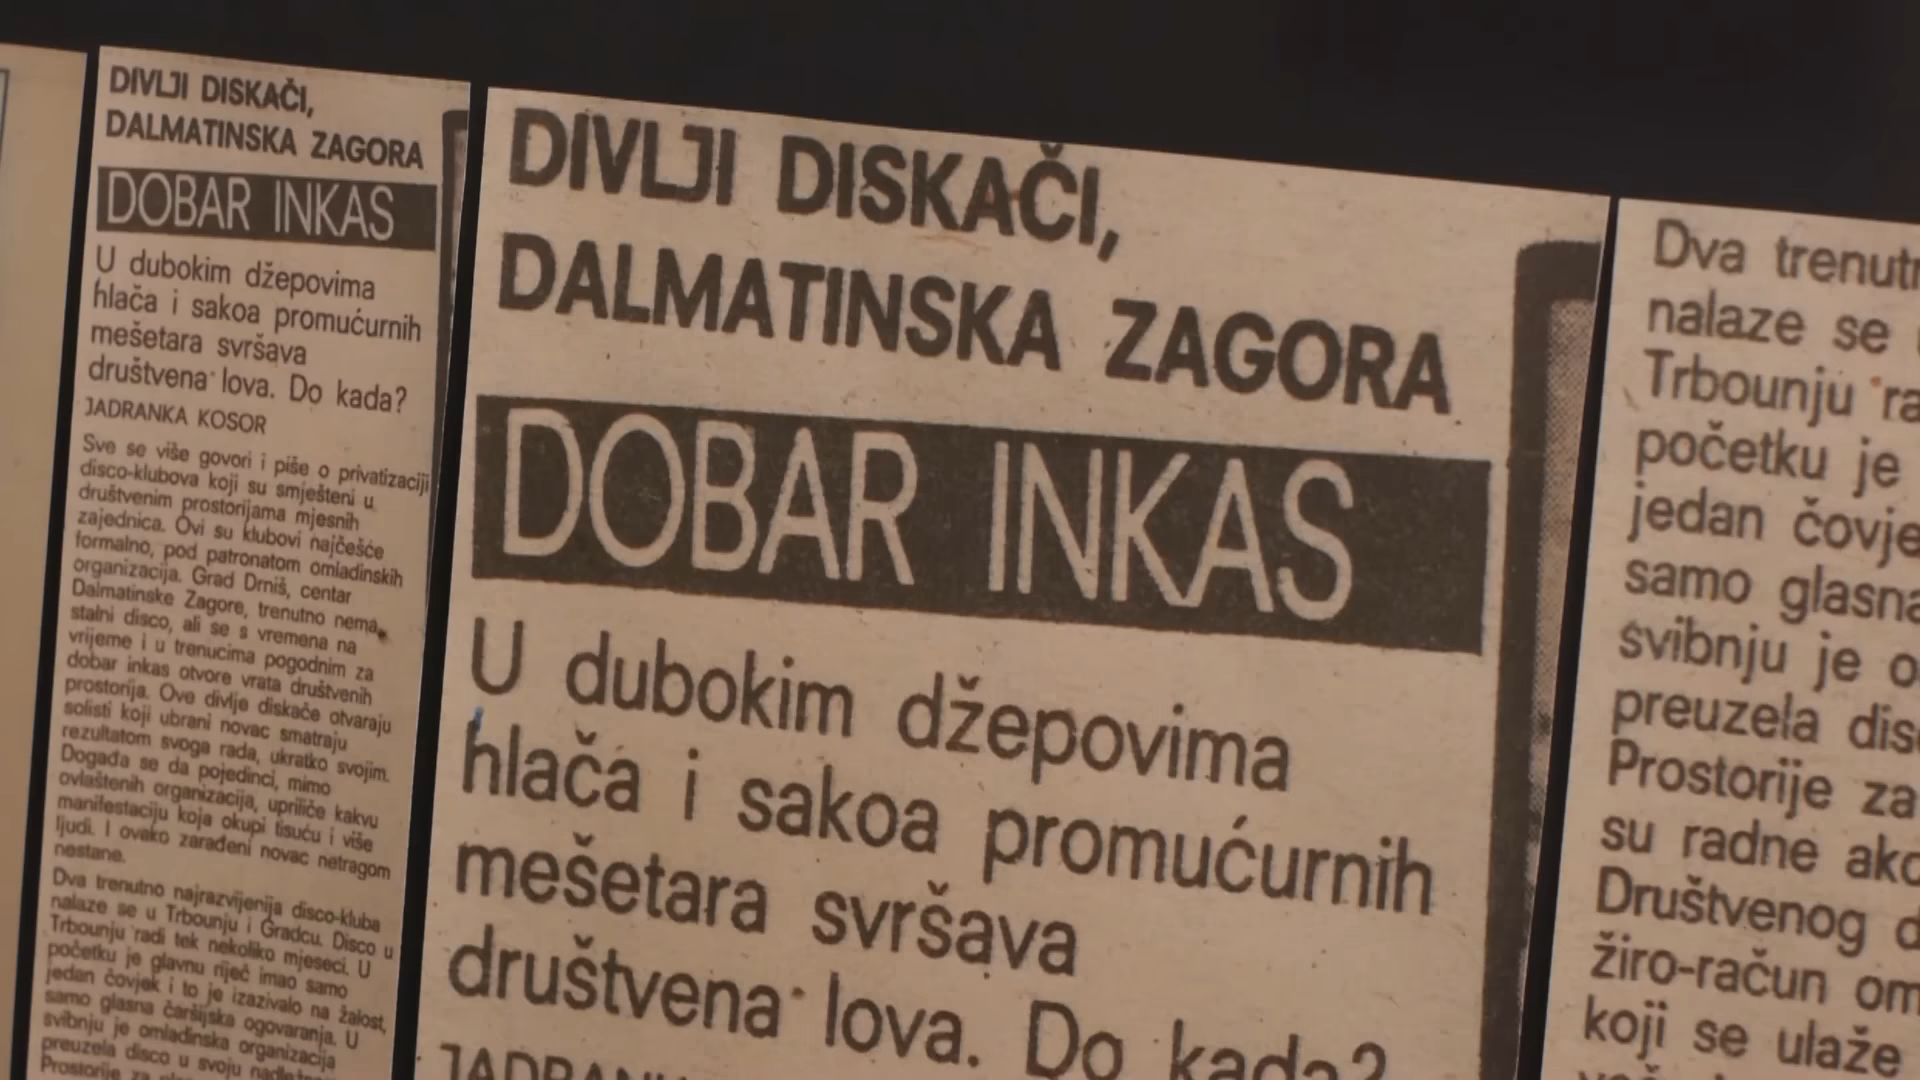 DIVLJI DISKAČI,
DALMATINSKA ZAGORA
DOBAR INKAS
U dubokim džepovima
hlača i sakoa promućurnih
mešetara svršava
društvena lova. Do kada?
JADRANKA KOSOR
Sve se više govori i piše o privatizaciji
disco-klubova koji su smješteni u
društvenim prostorijama mjesnih
zajednica. Ovi su klubovi najčešće
formalno, pod patronatom omladinskih
organizacija. Grad Drniš, centar
Dalmatinske Zagore, trenutno nema
stalni disco, ali se s vremena na
vrijeme i u trenucima pogodnim za
dobar inkas otvore vrata društvenih
prostorija. Ove divlje diskače otvaraju
solisti koji ubrani novac smatraju
rezultatom svoga rada, ukratko svojim.
Događa se da pojedinci, mimo
ovlaštenih organizacija, upriliče kakvu
manifestaciju koja okupi tisuću i više
ljudi. I ovako zarađeni novac netragom
nestane.
Dva trenutno najrazvijenija disco-kluba
nalaze se u Trbounju i Gradcu. Disco u
Trbounju radi tek nekoliko mjeseci. U
početku je glavnu riječ imao samo
jedan čovjek i to je izazivalo na žalost,
samo glasna čaršijska ogovaranja. U
svibnju je omladinska organizacija
preuzela disco u svoju
Prostorije za
DIVLJI DISKAČI,
DALMATINSKA ZAGORA
DOBAR INKAS
U dubokim džepovima
hlača i sakoa promućurnih
mešetara svršava
društvena lova. Do kada?
Dva
nalaze se
Trbounju
početku je
jedan
samo
svibnju je
preuzela
Prostorije za
su radne
Društvenog
žiro-račun
koji se ulaže